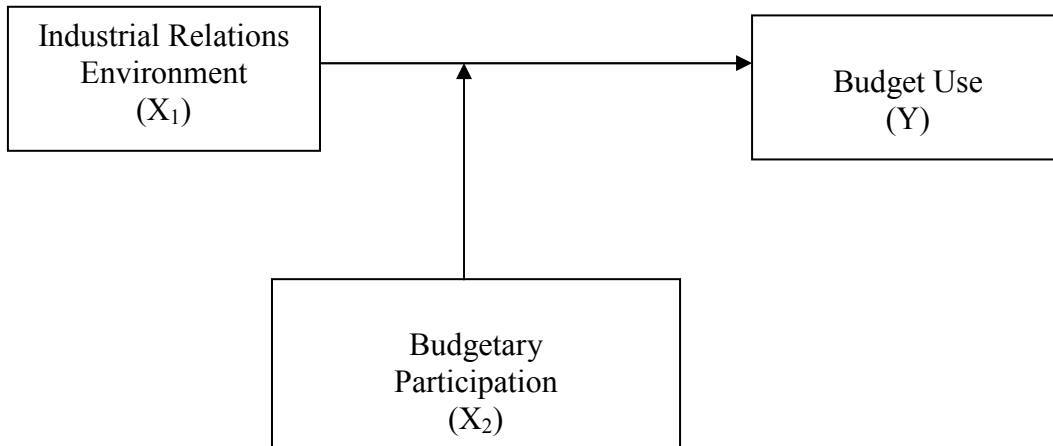 Industrial Relations
Environment
(X₁)
Budget Use
(Y)
Budgetary
Participation
(X₂)